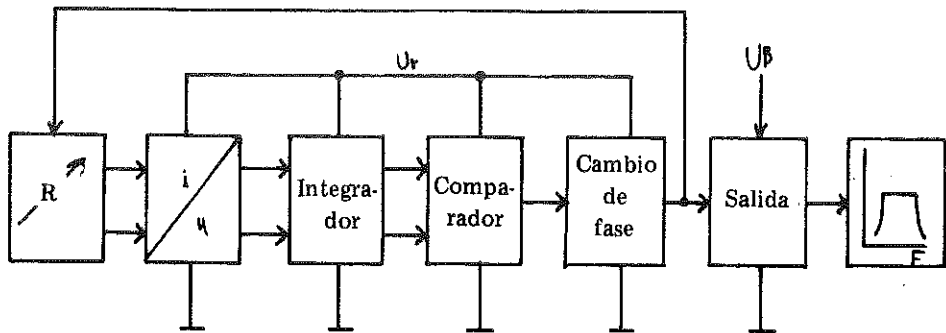 Ur
UB
R
i
u
Integra-
dor
Compa-
rador
Cambio
de
fase
Salida
F